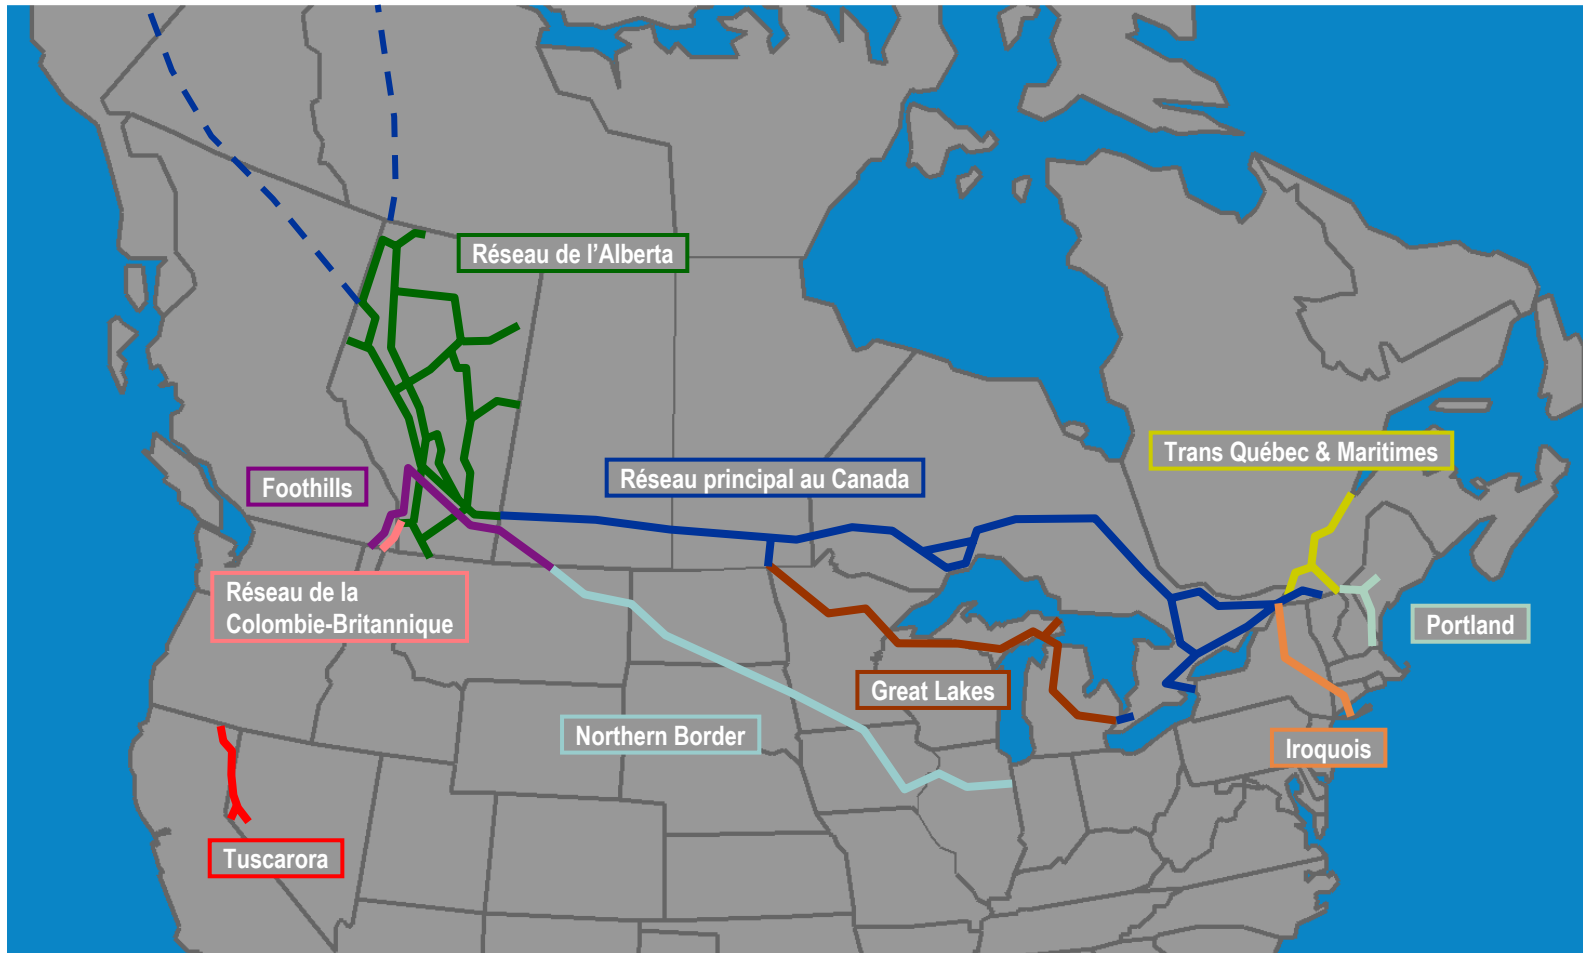 Réseau de l’Alberta
Trans Québec & Maritimes
Foothills
Réseau principal au Canada
Réseau de la
Colombie-Britannique
Portland
Great Lakes
Northern Border
Iroquois
Tuscarora